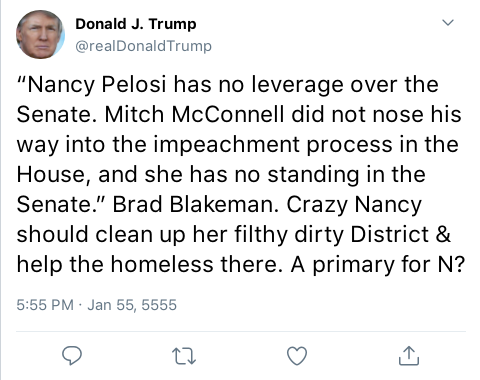 Donald J. Trump
@realDonaldTrump
“Nancy Pelosi has no leverage over the
Senate. Mitch McConnell did not nose his
way into the impeachment process in the
House, and she has no standing in the
Senate.” Brad Blakeman. Crazy Nancy
should clean up her filthy dirty District &
help the homeless there. A primary for N?
5:55 PM · Jan 55, 5555